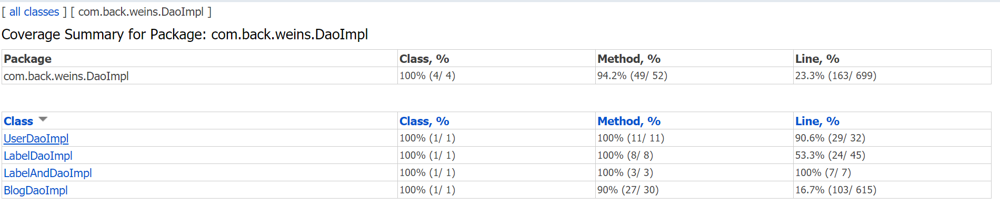 [ all classes ] [ com.back.weins.DaoImpl ]
Coverage Summary for Package: com.back.weins.DaoImpl
Package Class, % Method, % Line, %
com.back.weins.DaoImpl 100% (4/ 4) 94.2% (49/ 52) 23.3% (163/ 699)
Class Class, % Method, % Line, %
UserDaoImpl 100% (1/ 1) 100% (11/ 11) 90.6% (29/ 32)
LabelDaoImpl 100% (1/ 1) 100% (8/ 8) 53.3% (24/ 45)
LabelAndDaoImpl 100% (1/ 1) 100% (3/ 3) 100% (7/ 7)
BlogDaoImpl 100% (1/ 1) 90% (27/ 30) 16.7% (103/ 615)